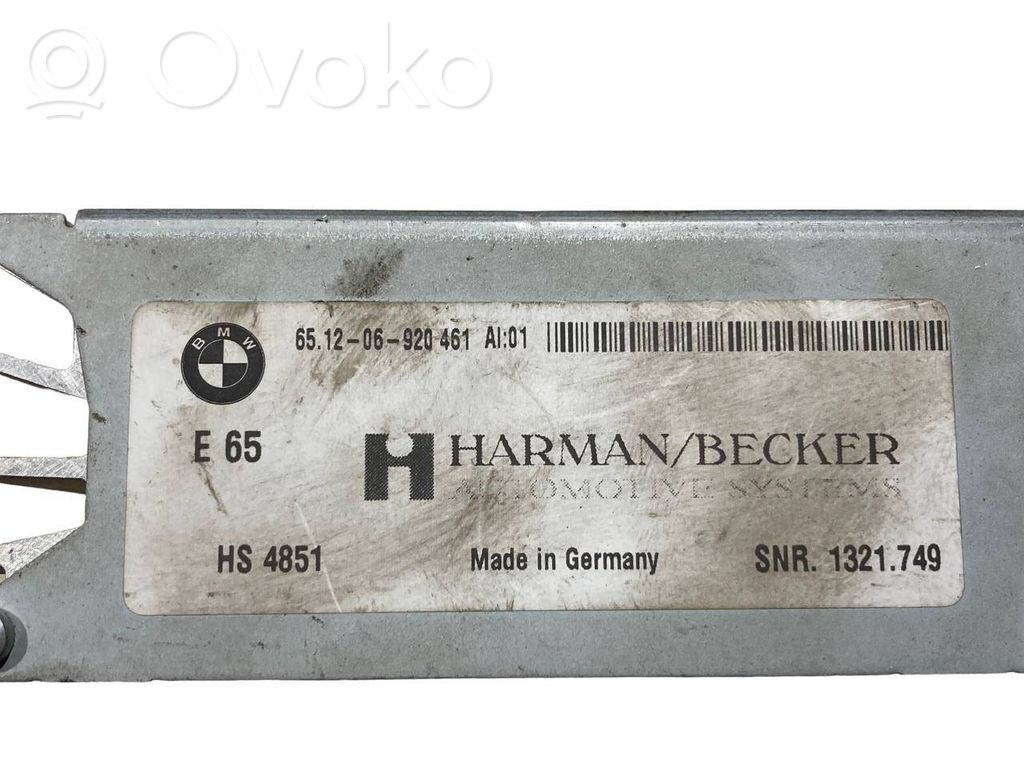 Ovoko
BMW
65.12-06-920 461 AI:01
E 65
HARMAN/BECKER
AUTOMOTIVE SYSTEMS
HS 4851
Made in Germany
SNR. 1321.749